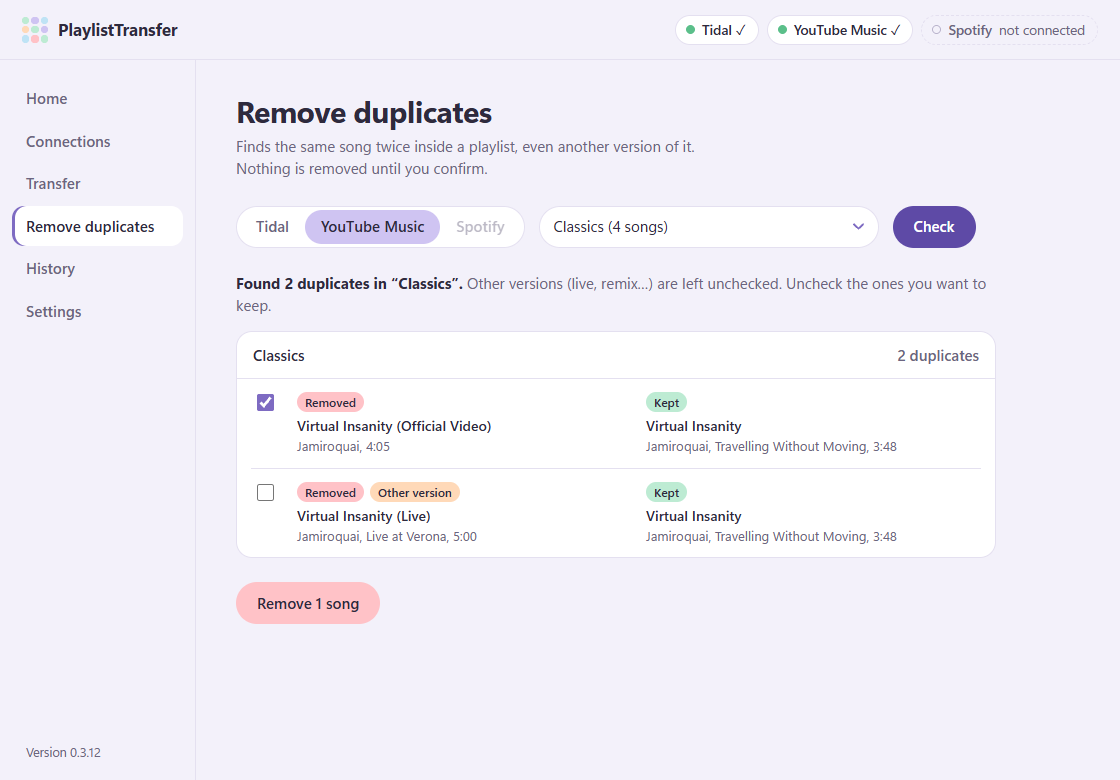 PlaylistTransfer
Tidal ✓
YouTube Music ✓
Spotify not connected
Home
Connections
Transfer
Remove duplicates
History
Settings
Version 0.3.12
Remove duplicates
Finds the same song twice inside a playlist, even another version of it.
Nothing is removed until you confirm.
Tidal
YouTube Music
Spotify
Classics (4 songs)
Check
Found 2 duplicates in “Classics”. Other versions (live, remix...) are left unchecked. Uncheck the ones you want to
keep.
Classics
2 duplicates
Removed
Virtual Insanity (Official Video)
Jamiroquai, 4:05
Kept
Virtual Insanity
Jamiroquai, Travelling Without Moving, 3:48
Removed
Other version
Virtual Insanity (Live)
Jamiroquai, Live at Verona, 5:00
Kept
Virtual Insanity
Jamiroquai, Travelling Without Moving, 3:48
Remove 1 song